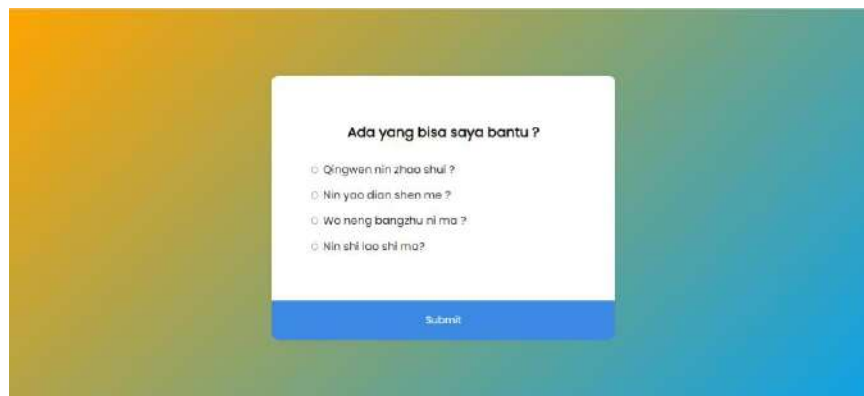 Ada yang bisa saya bantu ?
Qingwen nin zhao shui ?
Nin yao dian shen me ?
Wo neng bangzhu ni ma ?
Nin shi lao shi ma?
Submit